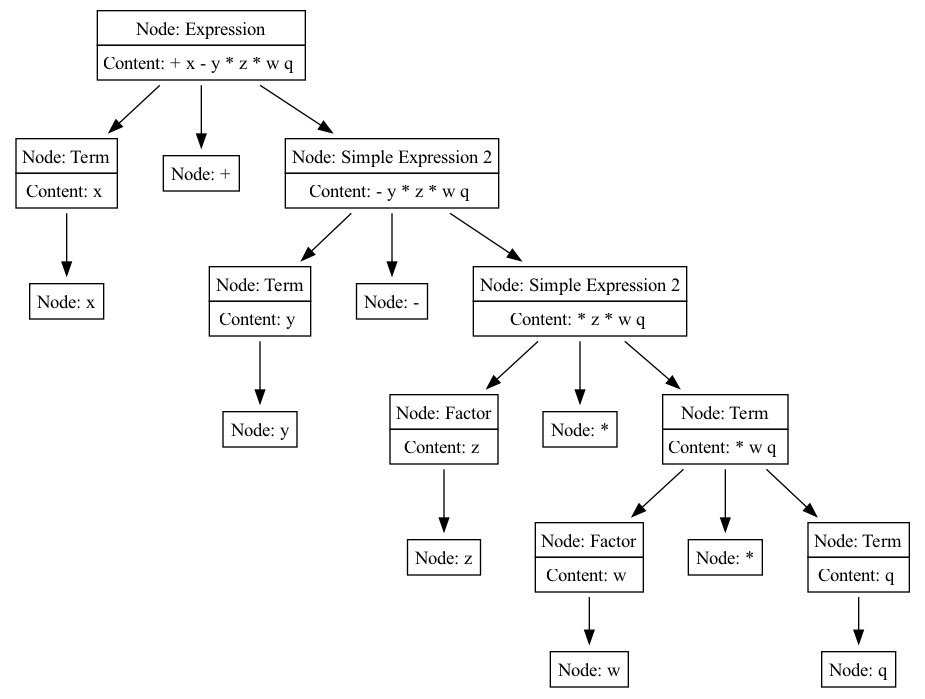 Node: Expression
Content: + x - y * z * w q
Node: Term
Content: x
Node: +
Node: Simple Expression 2
Content: - y * z * w q
Node: x
Node: Term
Content: y
Node: -
Node: Simple Expression 2
Content: * z * w q
Node: y
Node: Factor
Content: z
Node: *
Node: Term
Content: * w q
Node: z
Node: Factor
Content: w
Node: *
Node: Term
Content: q
Node: w
Node: q